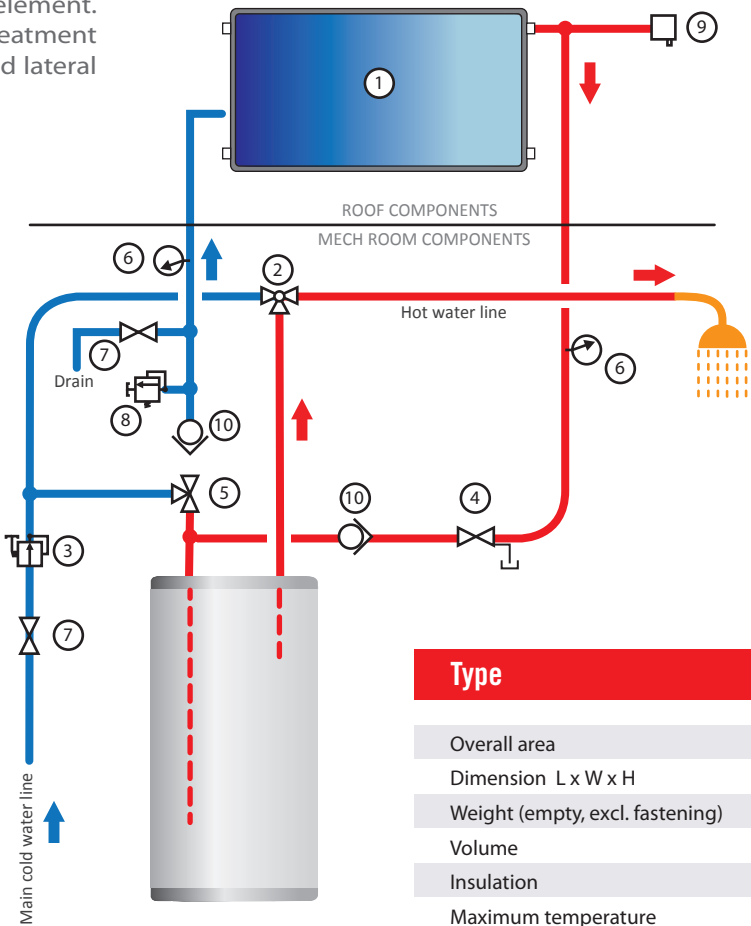 element.
eatment
d lateral
1
9
ROOF COMPONENTS
MECH ROOM COMPONENTS
6
2
Hot water line
7
Drain
6
8
10
5
10
4
3
7
Main cold water line
Type
Overall area
Dimension L x W x H
Weight (empty, excl. fastening)
Volume
Insulation
Maximum temperature